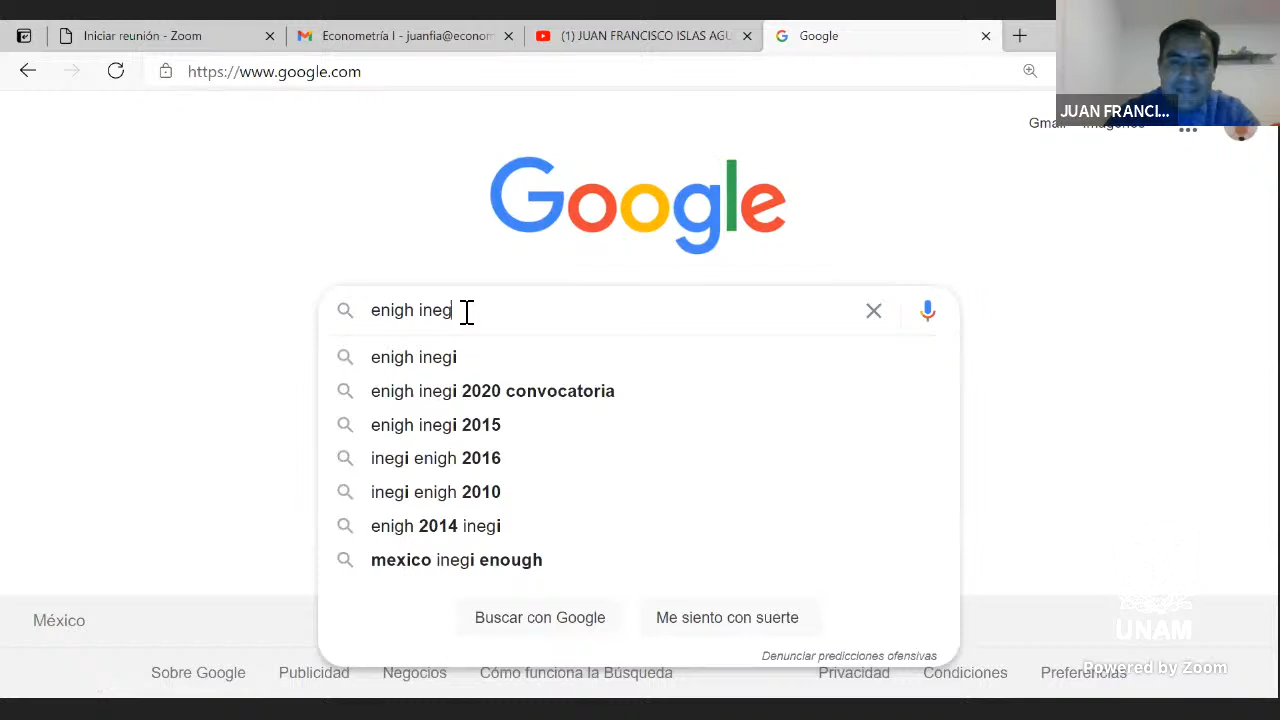 Iniciar reunión - Zoom
Econometría I - juanfia@econom
(1) JUAN FRANCISCO ISLAS AGU
Google
https://www.google.com
JUAN FRANCI...
Gmail Imágenes
Google
enigh ineg
enigh inegi
enigh inegi 2020 convocatoria
enigh inegi 2015
inegi enigh 2016
inegi enigh 2010
enigh 2014 inegi
mexico inegi enough
Buscar con Google
Me siento con suerte
Denunciar predicciones ofensivas
México
UNAM
Powered by Zoom
Sobre Google
Publicidad
Negocios
Cómo funciona la Búsqueda
Privacidad
Condiciones
Preferencias